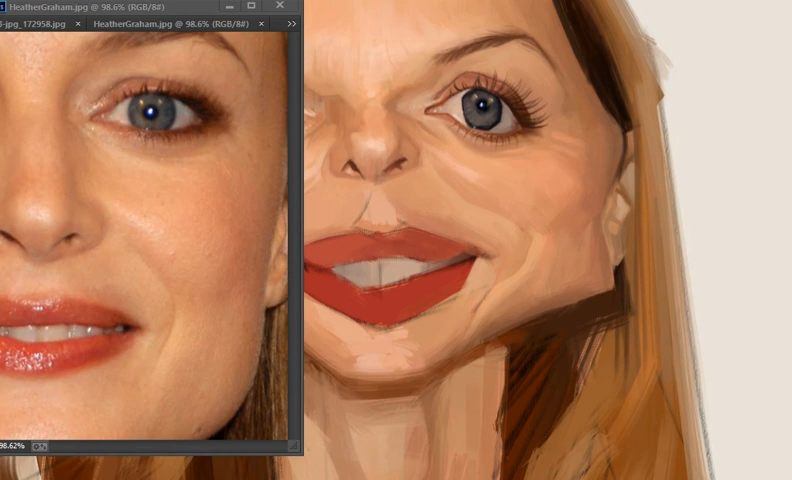 HeatherGraham.jpg @ 98.6% (RGB/8#)
3-jpg_172958.jpg × HeatherGraham.jpg @ 98.6% (RGB/8#) × »
98.62%